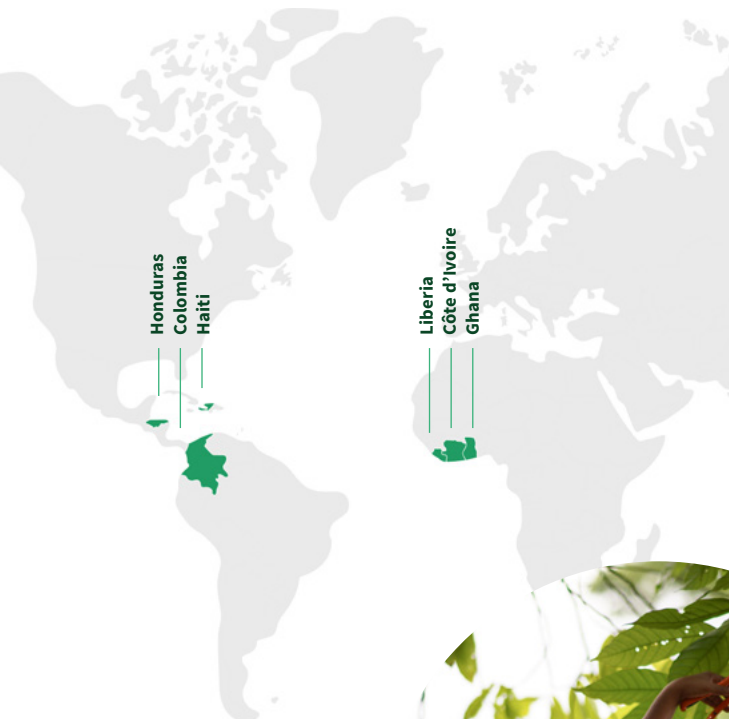 Honduras
Colombia
Haiti
Liberia
Côte d’Ivoire
Ghana